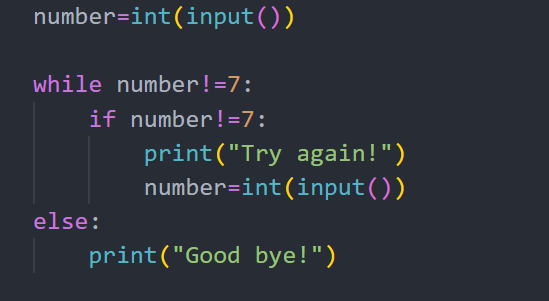 number=int(input())
while number!=7:
    if number!=7:
        print("Try again!")
        number=int(input())
else:
    print("Good bye!")